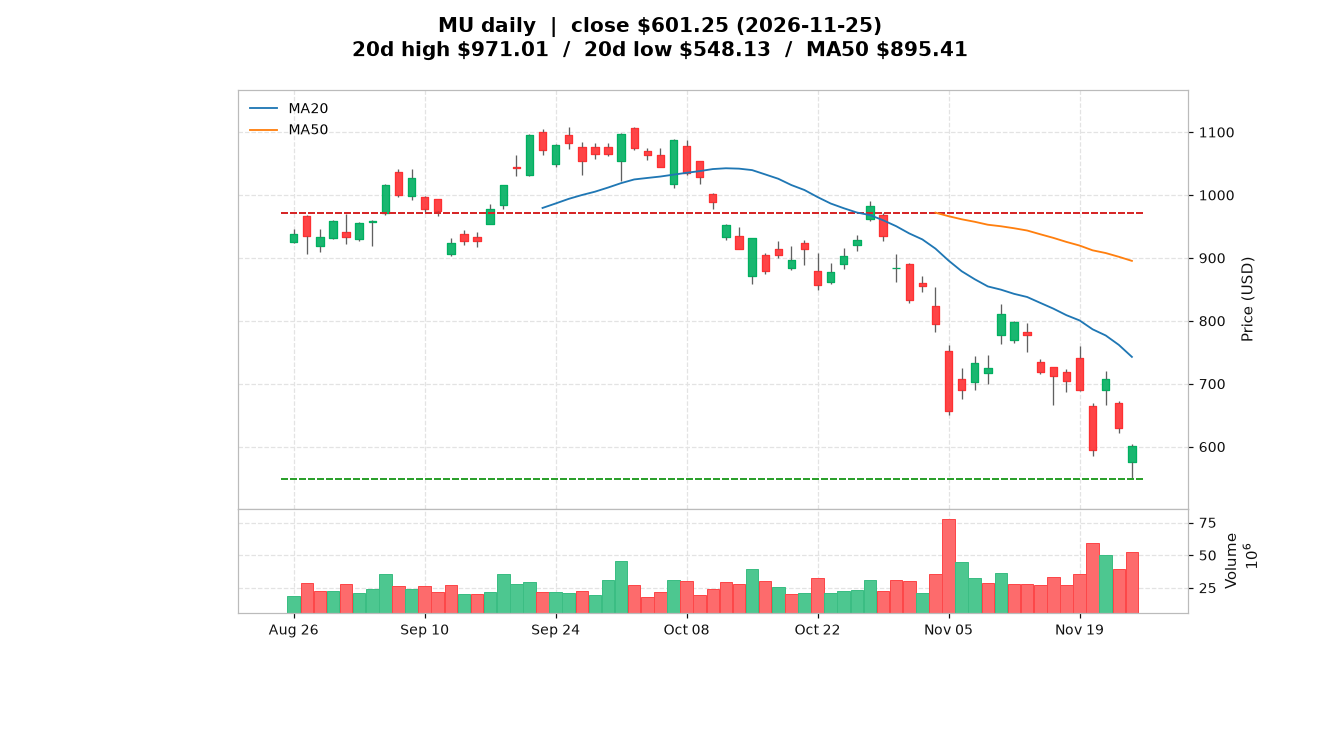 MU daily | close $601.25 (2026-11-25)
20d high $971.01 / 20d low $548.13 / MA50 $895.41
MA20
MA50
1100
1000
900
800
700
600
Price (USD)
75
50
25
Volume
10^6
Aug 26
Sep 10
Sep 24
Oct 08
Oct 22
Nov 05
Nov 19